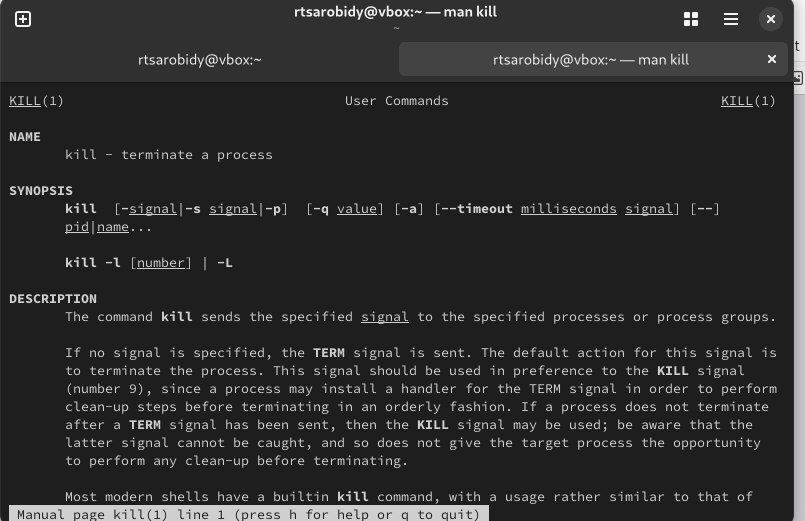 rtsarobidy@vbox:~ — man kill
~
rtsarobidy@vbox:~
rtsarobidy@vbox:~ — man kill
t
KILL(1) User Commands KILL(1)
NAME
kill - terminate a process
SYNOPSIS
kill [-signal|-s signal|-p] [-q value] [-a] [--timeout milliseconds signal] [--]
pid|name...
kill -l [number] | -L
DESCRIPTION
The command kill sends the specified signal to the specified processes or process groups.
If no signal is specified, the TERM signal is sent. The default action for this signal is
to terminate the process. This signal should be used in preference to the KILL signal
(number 9), since a process may install a handler for the TERM signal in order to perform
clean-up steps before terminating in an orderly fashion. If a process does not terminate
after a TERM signal has been sent, then the KILL signal may be used; be aware that the
latter signal cannot be caught, and so does not give the target process the opportunity
to perform any clean-up before terminating.
Most modern shells have a builtin kill command, with a usage rather similar to that of
Manual page kill(1) line 1 (press h for help or q to quit)